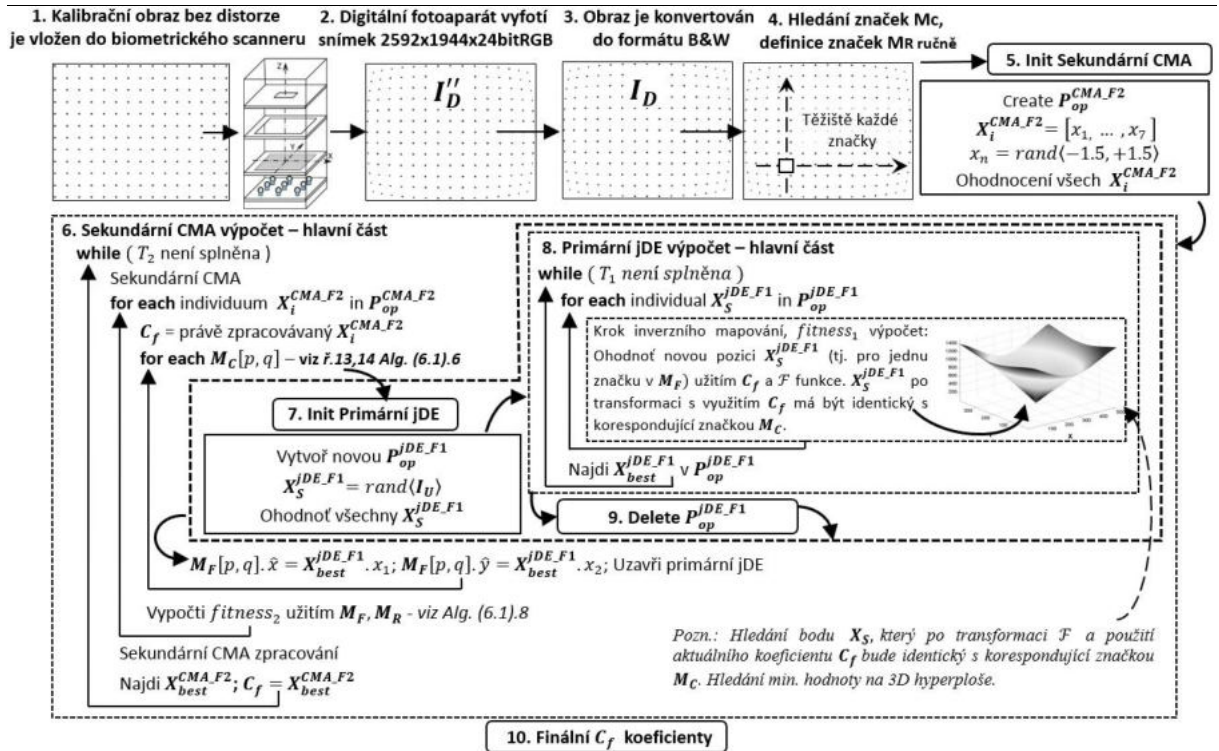 1. Kalibrační obraz bez distorze
je vložen do biometrického scanneru
2. Digitální fotoaparát vyfotí
snímek 2592x1944x24bitRGB
3. Obraz je konvertován
do formátu B&W
4. Hledání značek Mc,
definice značek MR ručně
Z
Y
X
I''_D
I_D
Těžiště každé
značky
5. Init Sekundární CMA
Create P_op^CMA_F2
X_i^CMA_F2 = [x_1, … , x_7 ]
x_n = rand⟨−1.5, +1.5⟩
Ohodnocení všech X_i^CMA_F2
6. Sekundární CMA výpočet – hlavní část
while ( T_2 není splněna )
Sekundární CMA
for each individuum X_i^CMA_F2 in P_op^CMA_F2
C_f = právě zpracovávaný X_i^CMA_F2
for each M_C[p, q] – viz ř.13,14 Alg. (6.1).6
7. Init Primární jDE
Vytvoř novou P_op^jDE_F1
X_S^jDE_F1 = rand⟨I_U⟩
Ohodnoť všechny X_S^jDE_F1
8. Primární jDE výpočet – hlavní část
while ( T_1 není splněna )
for each individual X_S^jDE_F1 in P_op^jDE_F1
Krok inverzního mapování, fitness_1 výpočet:
Ohodnoť novou pozici X_S^jDE_F1 (tj. pro jednu
značku v M_F) užitím C_f a ℱ funkce. X_S^jDE_F1 po
transformaci s využitím C_f má být identický s
korespondující značkou M_C.
X
Najdi X_best^jDE_F1 v P_op^jDE_F1
9. Delete P_op^jDE_F1
M_F[p, q]. x̂ = X_best^jDE_F1. x_1; M_F[p, q]. ŷ = X_best^jDE_F1. x_2; Uzavři primární jDE
Vypočti fitness_2 užitím M_F, M_R - viz Alg. (6.1).8
Sekundární CMA zpracování
Najdi X_best^CMA_F2; C_f = X_best^CMA_F2
Pozn.: Hledání bodu X_S, který po transformaci ℱ a použití
aktuálního koeficientu C_f bude identický s korespondující značkou
M_C. Hledání min. hodnoty na 3D hyperploše.
10. Finální C_f koeficienty